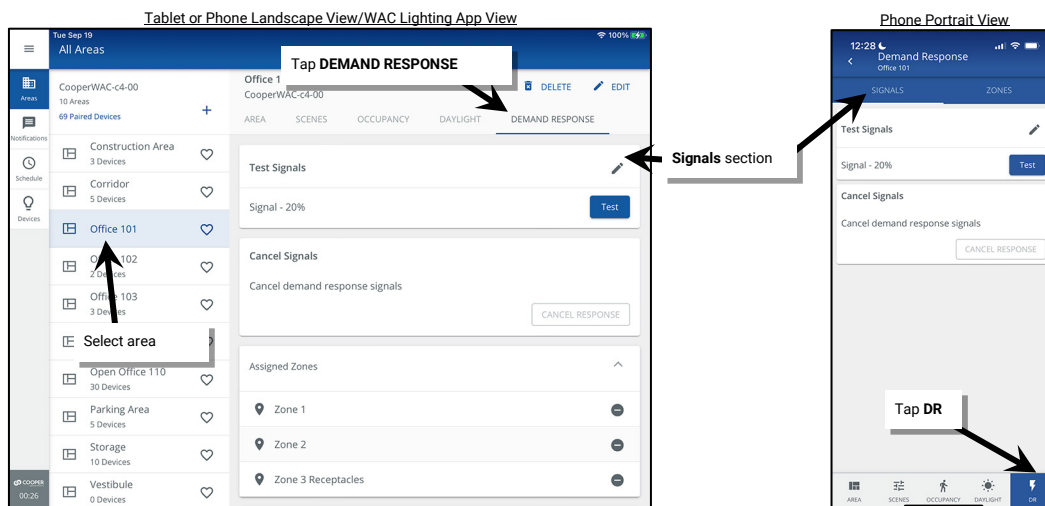 Tablet or Phone Landscape View/WAC Lighting App View
Tue Sep 19
100%
All Areas
Tap DEMAND RESPONSE
Areas
Notifications
Schedule
Devices
COOPER
00:26
CooperWAC-c4-00
10 Areas
69 Paired Devices
+
Construction Area
3 Devices
Corridor
5 Devices
Office 101
102
2 Devices
Office 103
3 Devices
Select area
Open Office 110
30 Devices
Parking Area
5 Devices
Storage
10 Devices
Vestibule
0 Devices
Office 1
CooperWAC-c4-00
DELETE
EDIT
AREA SCENES OCCUPANCY DAYLIGHT DEMAND RESPONSE
Test Signals
Signal - 20%
Test
Cancel Signals
Cancel demand response signals
CANCEL RESPONSE
Assigned Zones
Zone 1
Zone 2
Zone 3 Receptacles
Signals section
Phone Portrait View
12:28
Demand Response
Office 101
SIGNALS ZONES
Test Signals
Signal - 20%
Test
Cancel Signals
Cancel demand response signals
CANCEL RESPONSE
Tap DR
AREA SCENES OCCUPANCY DAYLIGHT DR